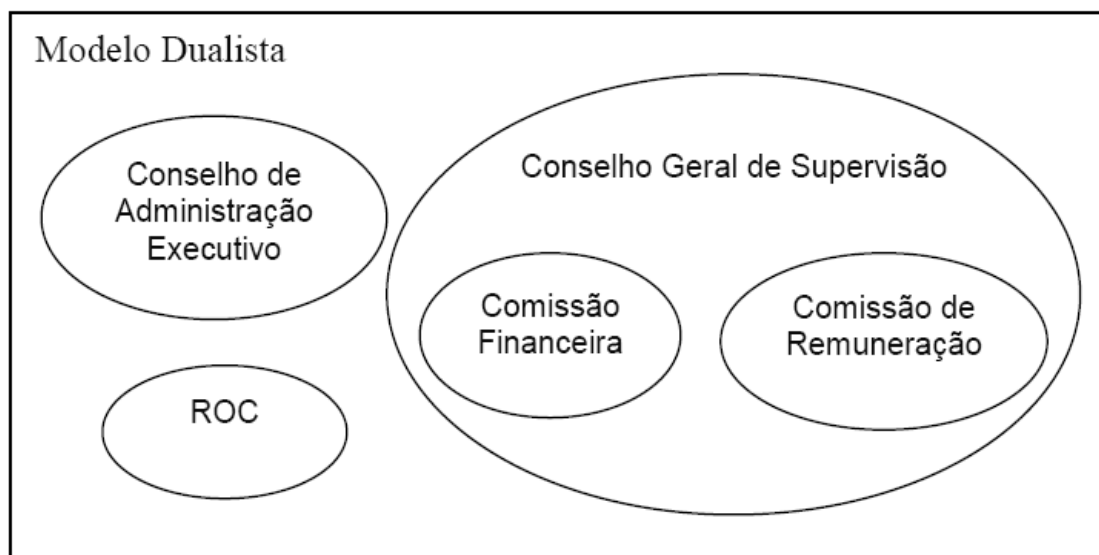 Modelo Dualista
Conselho de
Administração
Executivo
Conselho Geral de Supervisão
Comissão
Financeira
Comissão de
Remuneração
ROC